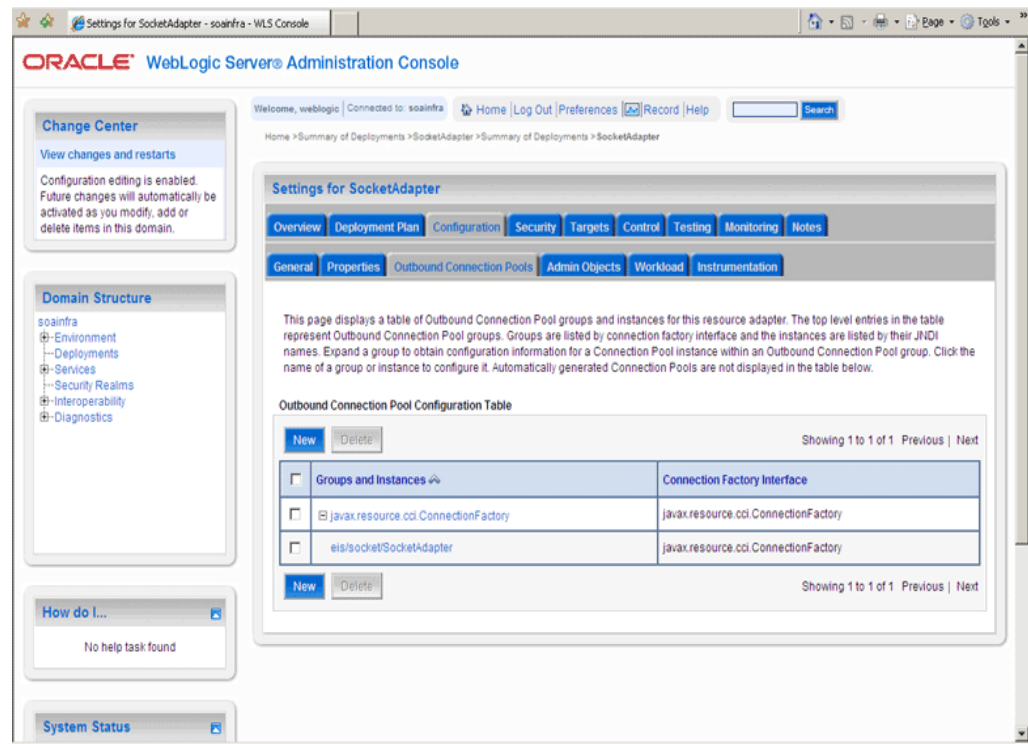 Settings for SocketAdapter - soainfra - WLS Console
Page
Tools
»
ORACLE® WebLogic Server® Administration Console
Change Center
View changes and restarts
Configuration editing is enabled.
Future changes will automatically be
activated as you modify, add or
delete items in this domain.
Domain Structure
soainfra
Environment
Deployments
Services
Security Realms
Interoperability
Diagnostics
How do I...
No help task found
System Status
Welcome, weblogic | Connected to: soainfra
Home | Log Out | Preferences | Record | Help
Search
Home >Summary of Deployments >SocketAdapter >Summary of Deployments >SocketAdapter
Settings for SocketAdapter
Overview Deployment Plan Configuration Security Targets Control Testing Monitoring Notes
General Properties Outbound Connection Pools Admin Objects Workload Instrumentation
This page displays a table of Outbound Connection Pool groups and instances for this resource adapter. The top level entries in the table
represent Outbound Connection Pool groups. Groups are listed by connection factory interface and the instances are listed by their JNDI
names. Expand a group to obtain configuration information for a Connection Pool instance within an Outbound Connection Pool group. Click the
name of a group or instance to configure it. Automatically generated Connection Pools are not displayed in the table below.
Outbound Connection Pool Configuration Table
New Delete Showing 1 to 1 of 1 Previous | Next
Groups and Instances Connection Factory Interface
javax.resource.cci.ConnectionFactory javax.resource.cci.ConnectionFactory
eis/socket/SocketAdapter javax.resource.cci.ConnectionFactory
New Delete Showing 1 to 1 of 1 Previous | Next